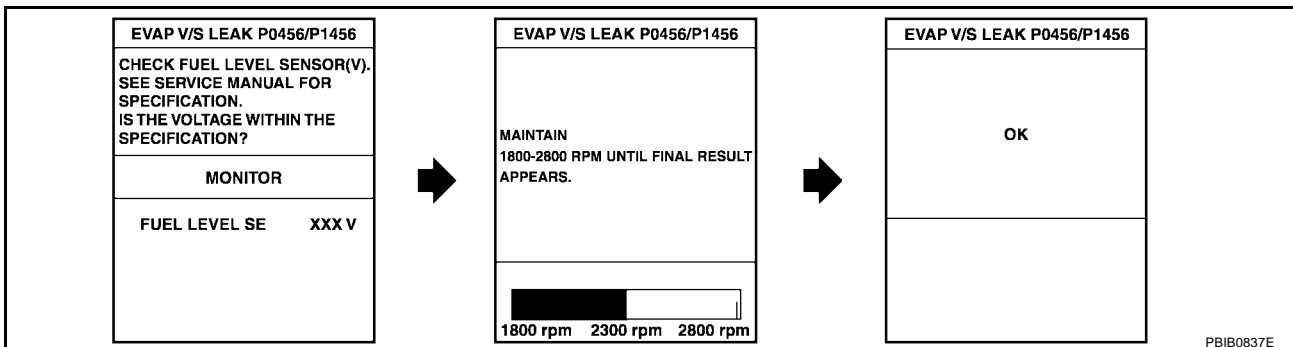 EVAP V/S LEAK P0456/P1456
CHECK FUEL LEVEL SENSOR(V).
SEE SERVICE MANUAL FOR
SPECIFICATION.
IS THE VOLTAGE WITHIN THE
SPECIFICATION?
MONITOR
FUEL LEVEL SE XXX V
EVAP V/S LEAK P0456/P1456
MAINTAIN
1800-2800 RPM UNTIL FINAL RESULT
APPEARS.
1800 rpm 2300 rpm 2800 rpm
EVAP V/S LEAK P0456/P1456
OK
PBIB0837E